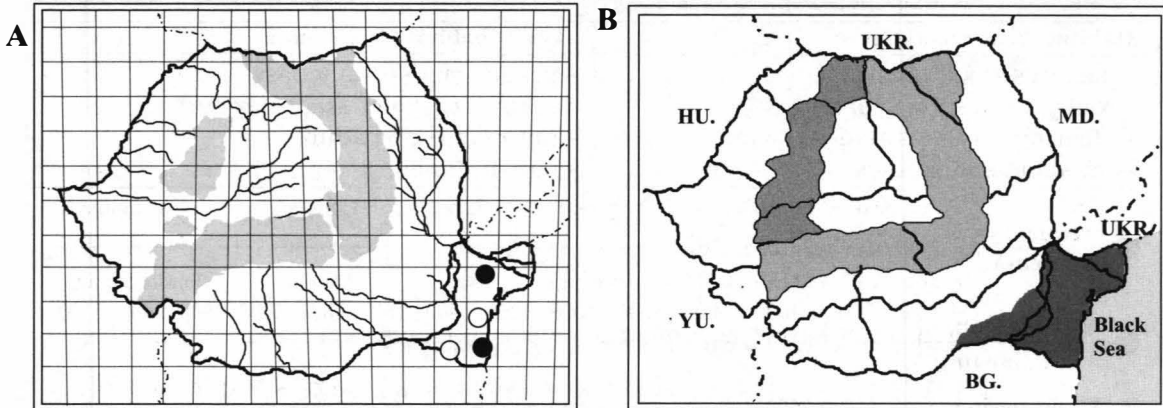 A
B
UKR.
HU.
MD.
UKR.
YU.
Black
Sea
BG.